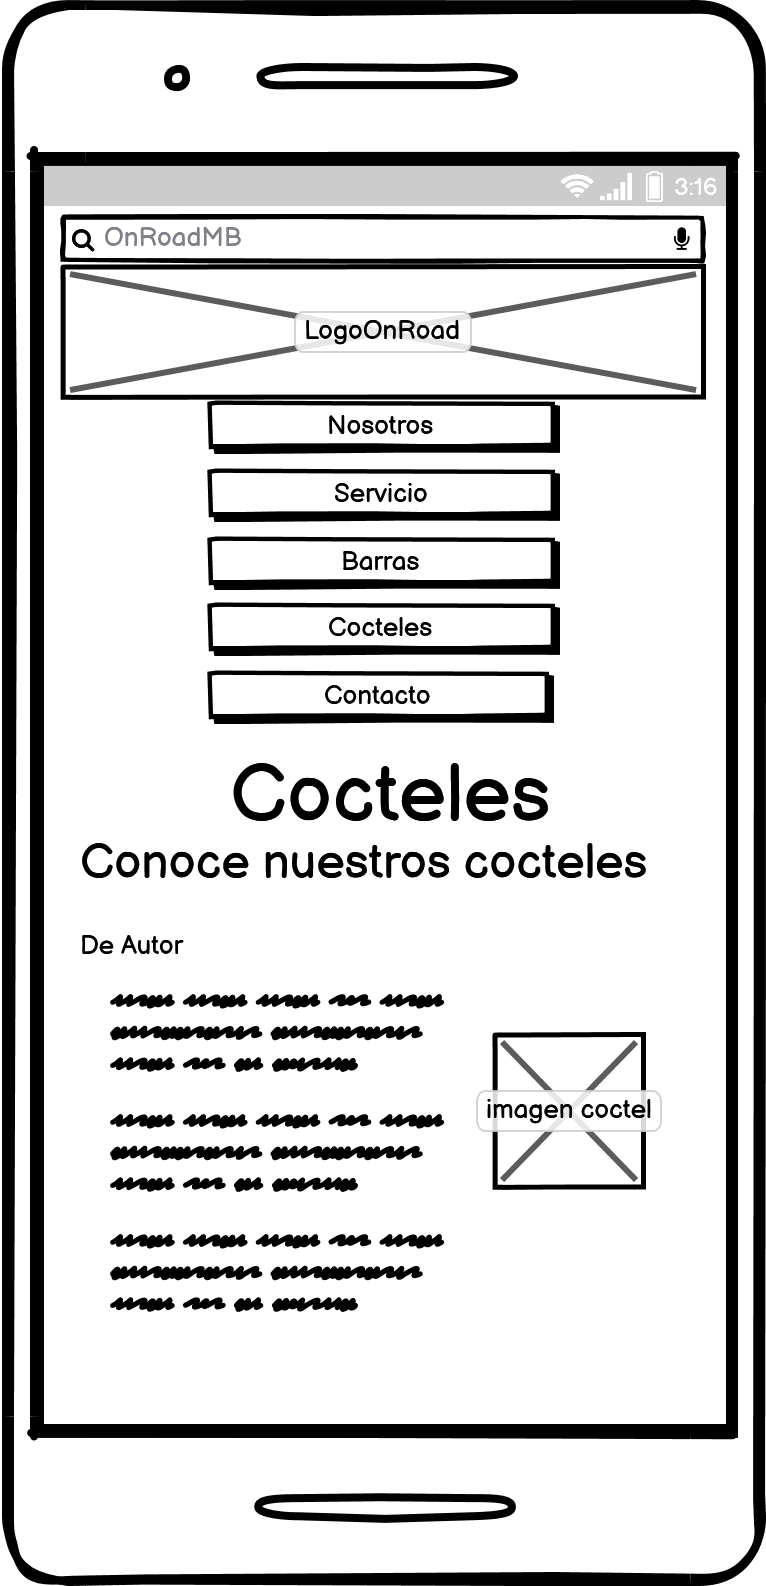 3:16
OnRoadMB
LogoOnRoad
Nosotros
Servicio
Barras
Cocteles
Contacto
Cocteles
Conoce nuestros cocteles
De Autor
imagen coctel